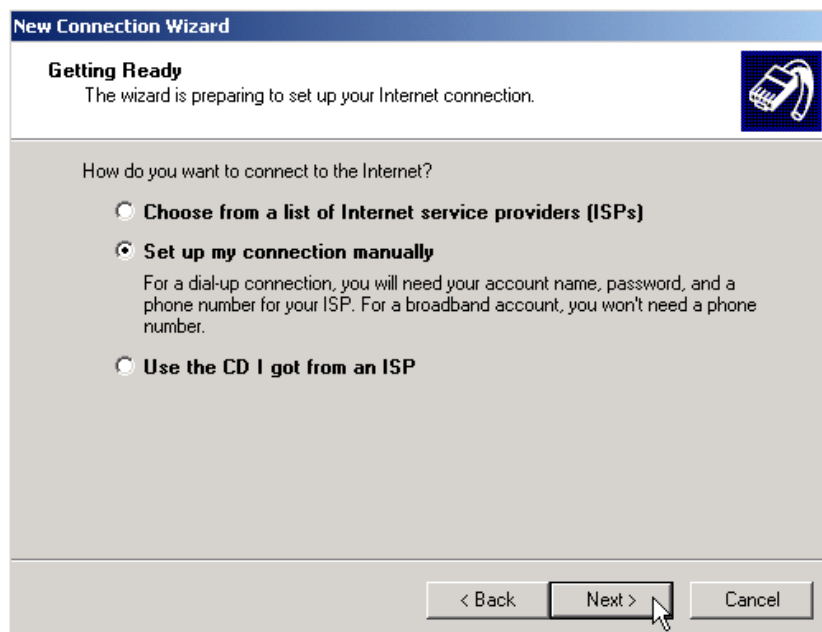 New Connection Wizard
Getting Ready
The wizard is preparing to set up your Internet connection.
How do you want to connect to the Internet?
Choose from a list of Internet service providers (ISPs)
Set up my connection manually
For a dial-up connection, you will need your account name, password, and a
phone number for your ISP. For a broadband account, you won't need a phone
number.
Use the CD I got from an ISP
< Back Next > Cancel